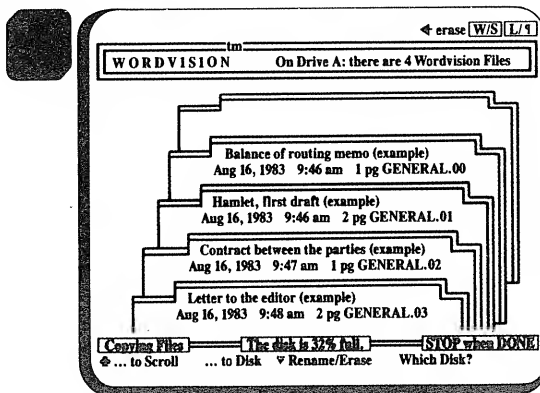 erase W/S L/¶
tm
WORDVISION On Drive A: there are 4 Wordvision Files
Balance of routing memo (example)
Aug 16, 1983 9:46 am 1 pg GENERAL.00
Hamlet, first draft (example)
Aug 16, 1983 9:46 am 2 pg GENERAL.01
Contract between the parties (example)
Aug 16, 1983 9:47 am 1 pg GENERAL.02
Letter to the editor (example)
Aug 16, 1983 9:48 am 2 pg GENERAL.03
Copying Files The disk is 32% full. STOP when DONE
... to Scroll ... to Disk Rename/Erase Which Disk?